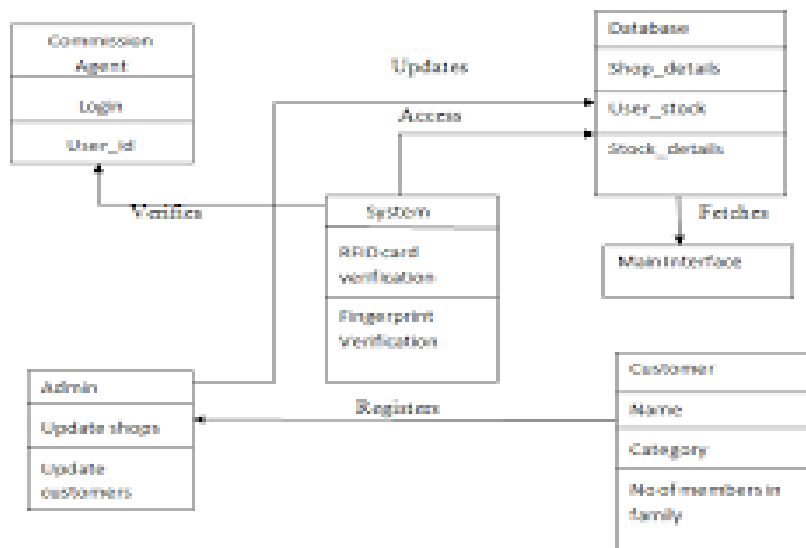 Commission
Agent
Login
User_id
Updates
Access
Database
Shop_details
User_stock
Stock_details
Verifies
System
RFID card
verification
Fingerprint
Verification
Fetches
Main Interface
Admin
Update shops
Update
customers
Registers
Customer
Name
Category
No of members in
family